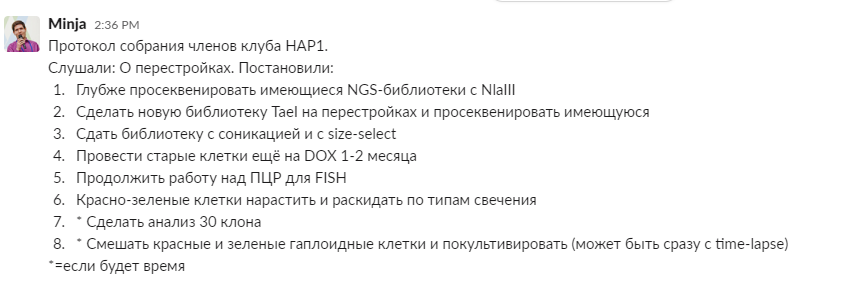 Minja 2:36 PM
Протокол собрания членов клуба HAP1.
Слушали: О перестройках. Постановили:
1. Глубже просеквенировать имеющиеся NGS-библиотеки с NlaIII
2. Сделать новую библиотеку TaeI на перестройках и просеквенировать имеющуюся
3. Сдать библиотеку с соникацией и с size-select
4. Провести старые клетки ещё на DOX 1-2 месяца
5. Продолжить работу над ПЦР для FISH
6. Красно-зеленые клетки нарастить и раскидать по типам свечения
7. * Сделать анализ 30 клона
8. * Смешать красные и зеленые гаплоидные клетки и покультивировать (может быть сразу с time-lapse)
*=если будет время